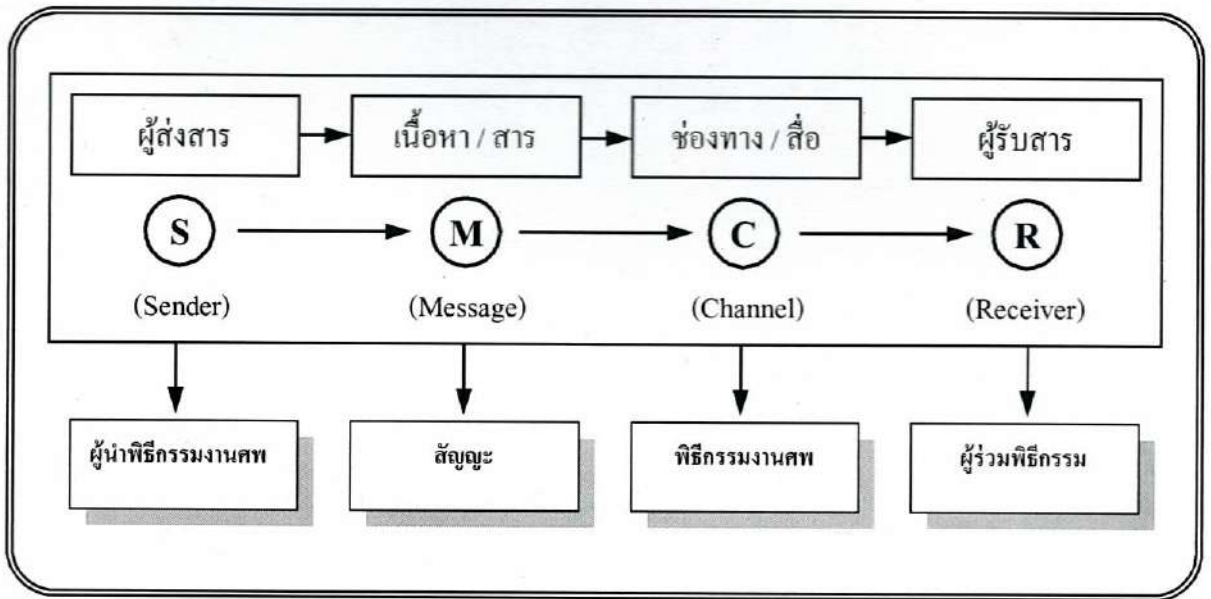 ผู้ส่งสาร เนื้อหา / สาร ช่องทาง / สื่อ ผู้รับสาร
S M C R
(Sender) (Message) (Channel) (Receiver)
ผู้นำพิธีกรรมงานศพ สัญญะ พิธีกรรมงานศพ ผู้ร่วมพิธีกรรม